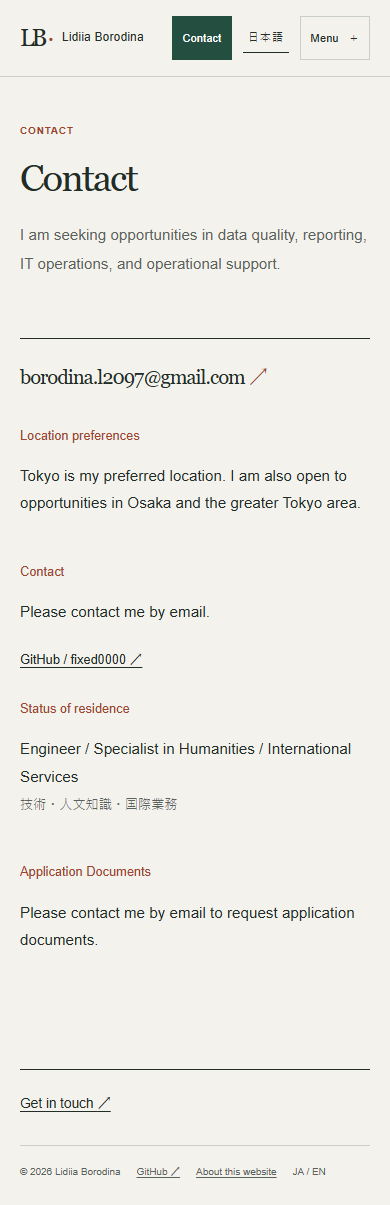 LB· Lidiia Borodina Contact 日本語 Menu +
CONTACT
Contact
I am seeking opportunities in data quality, reporting,
IT operations, and operational support.
borodina.l2097@gmail.com ↗
Location preferences
Tokyo is my preferred location. I am also open to
opportunities in Osaka and the greater Tokyo area.
Contact
Please contact me by email.
GitHub / fixed0000 ↗
Status of residence
Engineer / Specialist in Humanities / International
Services
技術・人文知識・国際業務
Application Documents
Please contact me by email to request application
documents.
Get in touch ↗
© 2026 Lidiia Borodina GitHub ↗ About this website JA / EN